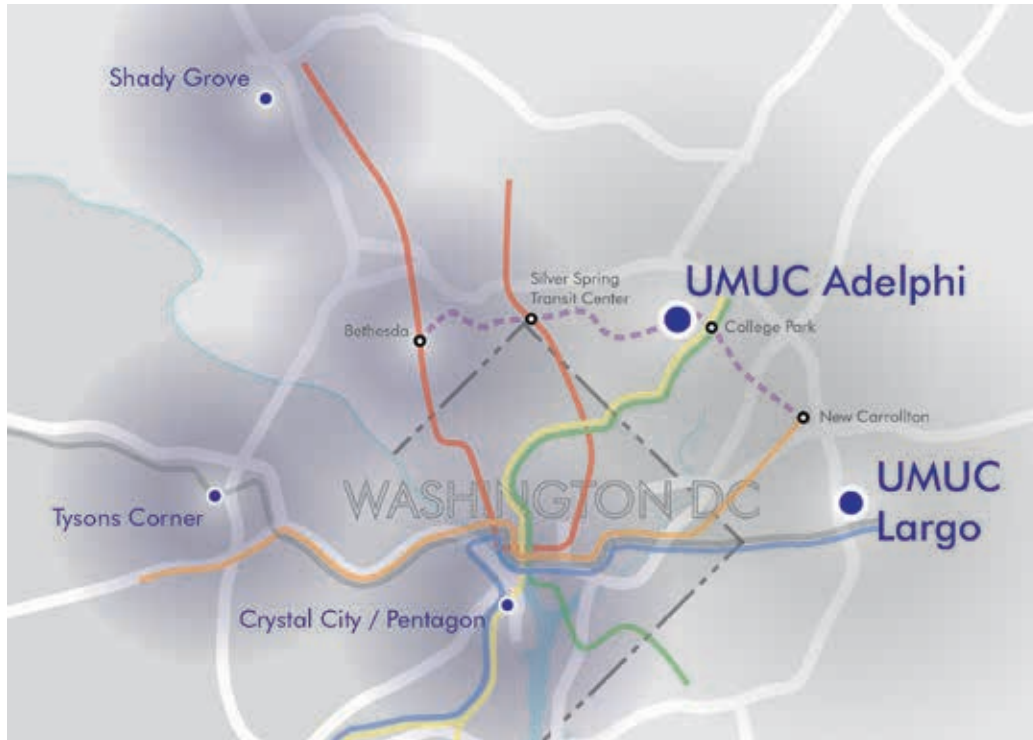 Shady Grove
Silver Spring
Transit Center
UMUC Adelphi
Bethesda
College Park
New Carrollton
WASHINGTON DC
UMUC
Largo
Tysons Corner
Crystal City / Pentagon